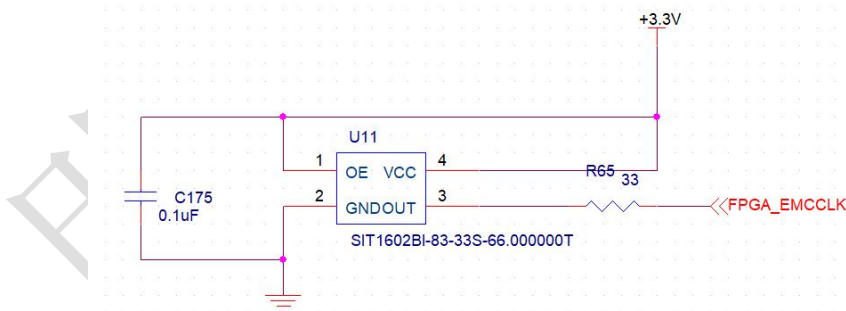 +3.3V
U11
1 OE VCC 4
2 GNDOUT 3
R65
33
C175
0.1uF
FPGA_EMCCLK
SIT1602BI-83-33S-66.000000T